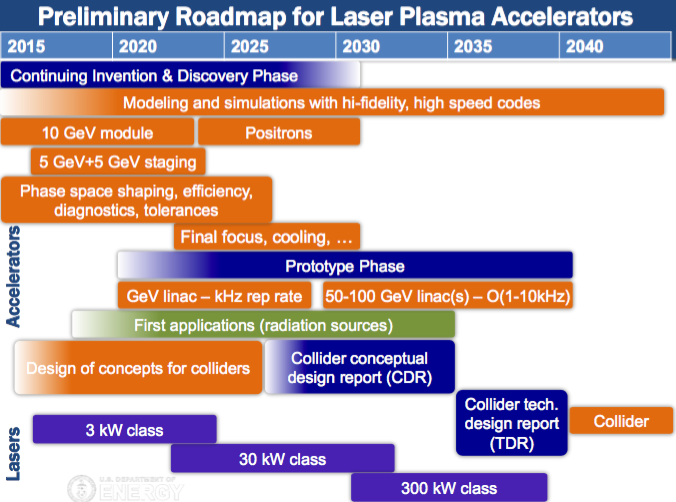 Preliminary Roadmap for Laser Plasma Accelerators
2015 2020 2025 2030 2035 2040
Continuing Invention & Discovery Phase
Modeling and simulations with hi-fidelity, high speed codes
10 GeV module Positrons
5 GeV+5 GeV staging
Phase space shaping, efficiency,
diagnostics, tolerances
Final focus, cooling, …
Accelerators
Prototype Phase
GeV linac – kHz rep rate 50-100 GeV linac(s) – O(1-10kHz)
First applications (radiation sources)
Design of concepts for colliders
Collider conceptual
design report (CDR)
Collider tech.
design report
(TDR)
Collider
Lasers
3 kW class
30 kW class
300 kW class
U.S. DEPARTMENT OF
ENERGY